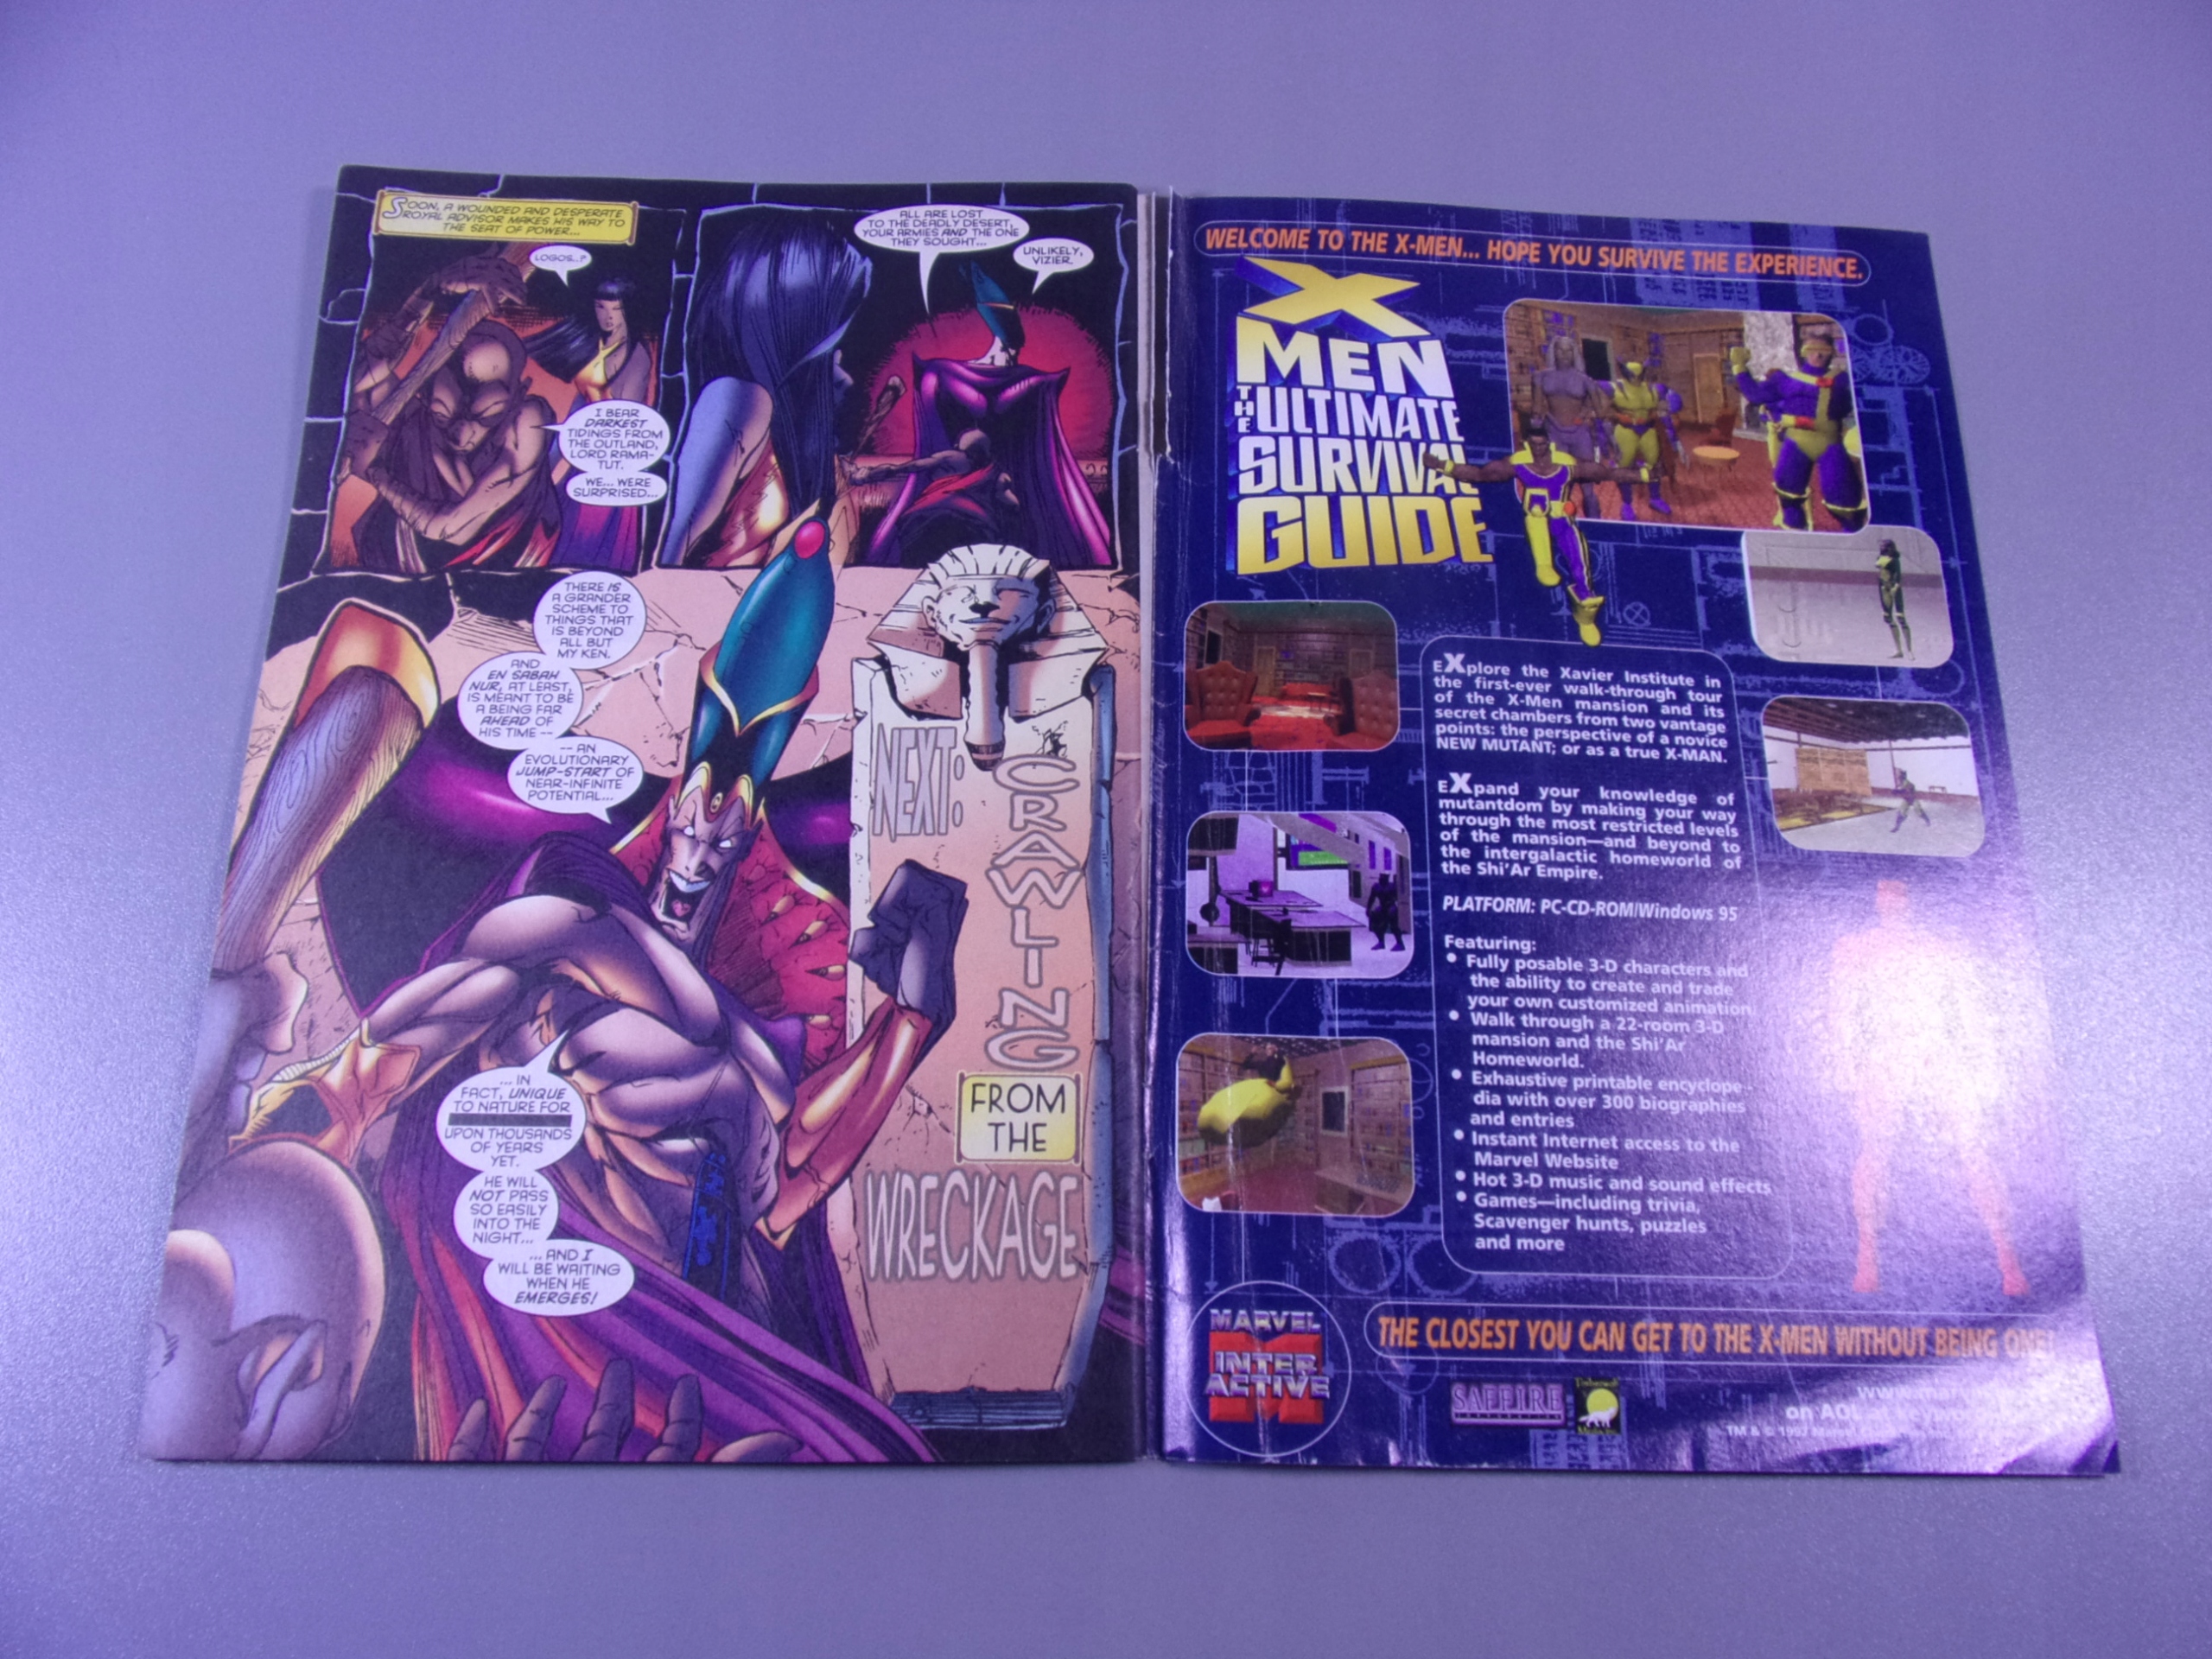 SOON, A WOUNDED AND DESPERATE
ROYAL ADVISOR MAKES HIS WAY TO
THE SEAT OF POWER...
LOGOS..?
I BEAR
DARKEST
TIDINGS FROM
THE OUTLAND,
LORD RAMA-
TUT.
WE... WERE
SURPRISED...
ALL ARE LOST
TO THE DEADLY DESERT,
YOUR ARMIES AND THE ONE
THEY SOUGHT...
UNLIKELY,
VIZIER.
THERE IS
A GRANDER
SCHEME TO
THINGS THAT
IS BEYOND
ALL BUT
MY KEN.
AND
EN SABAH
NUR, AT LEAST,
IS MEANT TO BE
A BEING FAR
AHEAD OF
HIS TIME --
-- AN
EVOLUTIONARY
JUMP-START OF
NEAR-INFINITE
POTENTIAL...
... IN
FACT, UNIQUE
TO NATURE FOR
UPON THOUSANDS
OF YEARS
YET.
HE WILL
NOT PASS
SO EASILY
INTO THE
NIGHT...
... AND I
WILL BE WAITING
WHEN HE
EMERGES!
NEXT:
CRAWLING
FROM
THE
WRECKAGE
WELCOME TO THE X-MEN... HOPE YOU SURVIVE THE EXPERIENCE.
X
MEN
THE ULTIMATE
SURVIVAL
GUIDE
EXplore the Xavier Institute in
the first-ever walk-through tour
of the X-Men mansion and its
secret chambers from two vantage
points: the perspective of a novice
NEW MUTANT; or as a true X-MAN.
EXpand your knowledge of
mutantdom by making your way
through the most restricted levels
of the mansion—and beyond to
the intergalactic homeworld of
the Shi'Ar Empire.
PLATFORM: PC-CD-ROM/Windows 95
Featuring:
• Fully posable 3-D characters and
the ability to create and trade
your own customized animation
• Walk through a 22-room 3-D
mansion and the Shi'Ar
Homeworld.
• Exhaustive printable encyclope-
dia with over 300 biographies
and entries
• Instant Internet access to the
Marvel Website
• Hot 3-D music and sound effects
• Games—including trivia,
Scavenger hunts, puzzles
and more
THE CLOSEST YOU CAN GET TO THE X-MEN WITHOUT BEING ONE!
MARVEL
INTER
ACTIVE
SAFFIRE
CORPORATION
on AOL
TM & © 1997